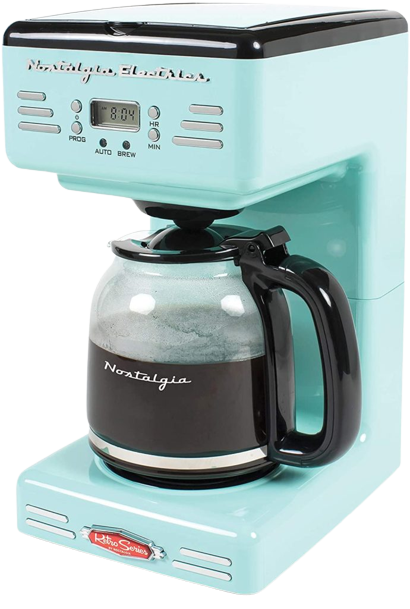 Nostalgia Electrics
8:04
HR
PROG
MIN
AUTO BREW
Nostalgia
Retro Series